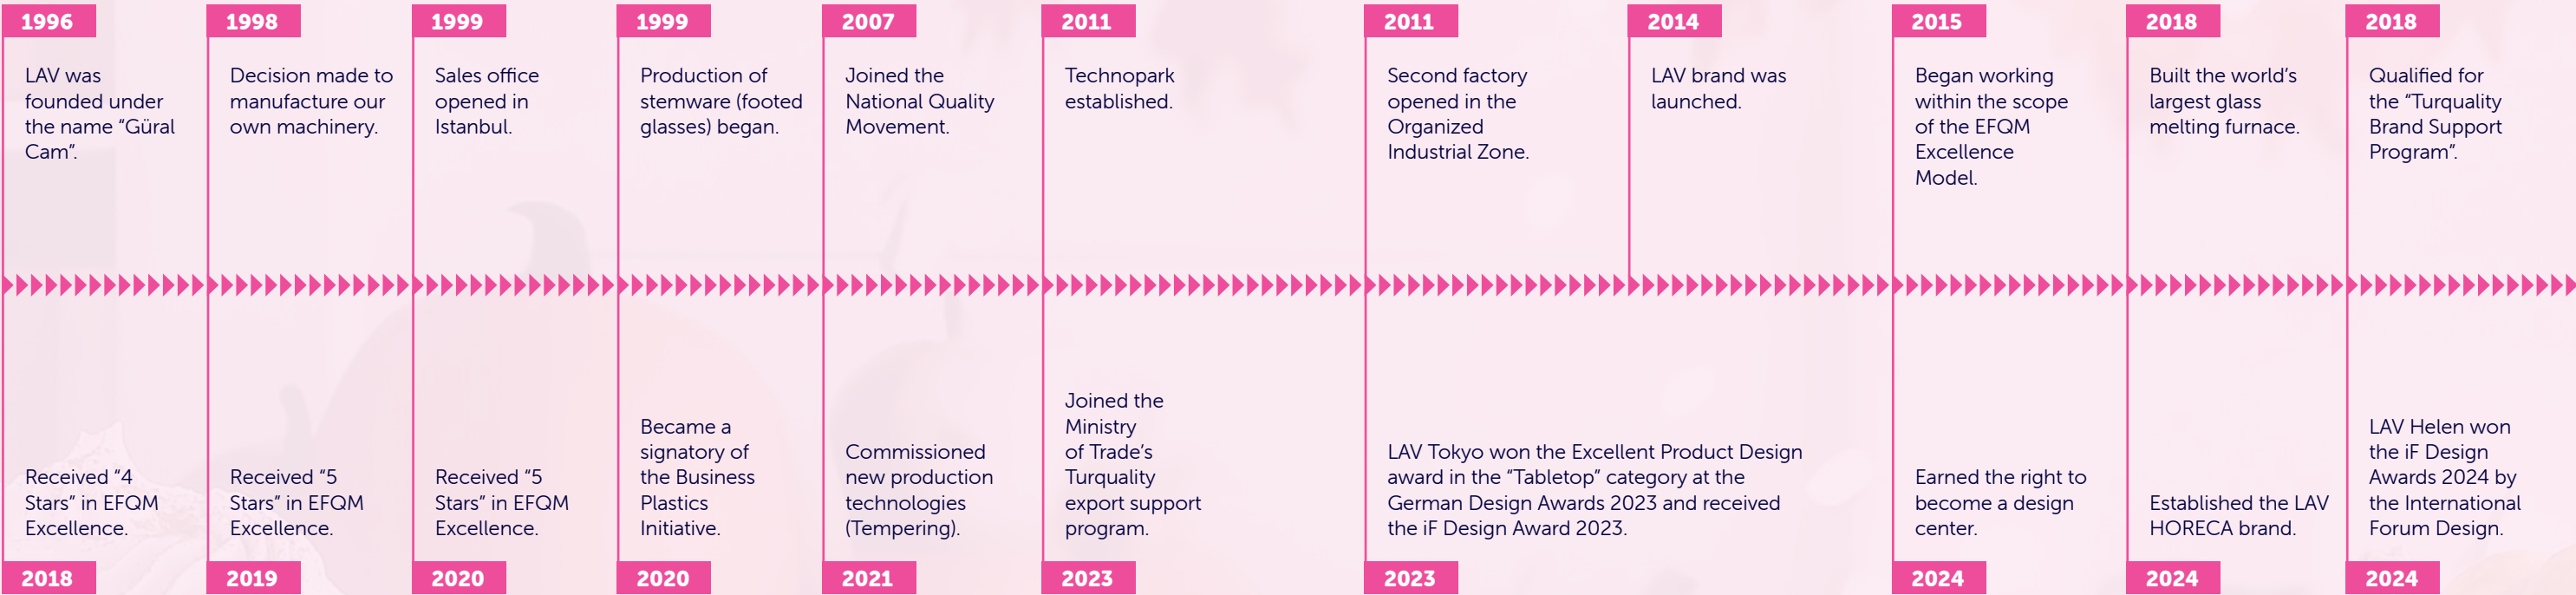 1996
LAV was
founded under
the name “Güral
Cam”.
1998
Decision made to
manufacture our
own machinery.
1999
Sales office
opened in
Istanbul.
1999
Production of
stemware (footed
glasses) began.
2007
Joined the
National Quality
Movement.
2011
Technopark
established.
2011
Second factory
opened in the
Organized
Industrial Zone.
2014
LAV brand was
launched.
2015
Began working
within the scope
of the EFQM
Excellence
Model.
2018
Built the world’s
largest glass
melting furnace.
2018
Qualified for
the “Turquality
Brand Support
Program”.
Received “4
Stars” in EFQM
Excellence.
2018
Received “5
Stars” in EFQM
Excellence.
2019
Received “5
Stars” in EFQM
Excellence.
2020
Became a
signatory of
the Business
Plastics
Initiative.
2020
Commissioned
new production
technologies
(Tempering).
2021
Joined the
Ministry
of Trade’s
Turquality
export support
program.
2023
LAV Tokyo won the Excellent Product Design
award in the “Tabletop” category at the
German Design Awards 2023 and received
the iF Design Award 2023.
2023
Earned the right to
become a design
center.
2024
Established the LAV
HORECA brand.
2024
LAV Helen won
the iF Design
Awards 2024 by
the International
Forum Design.
2024